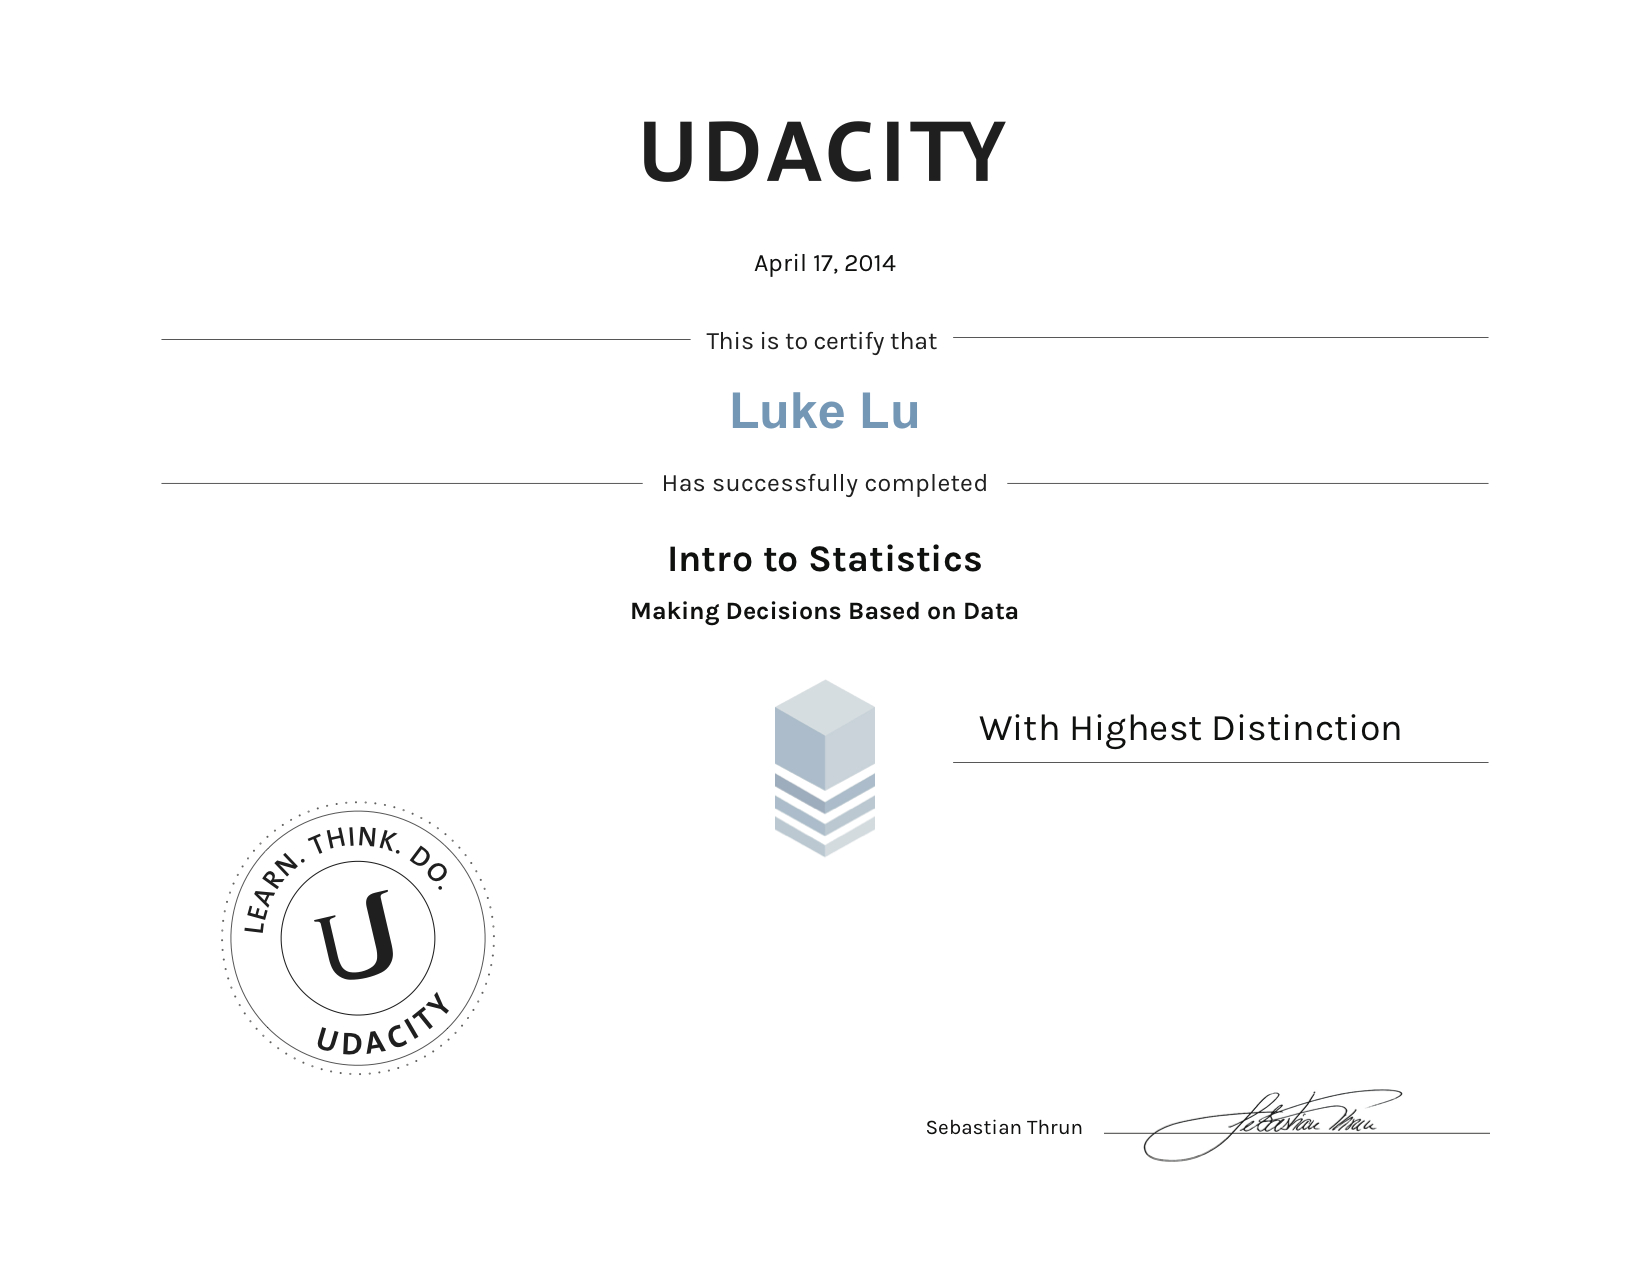 UDACITY
April 17, 2014
This is to certify that
Luke Lu
Has successfully completed
Intro to Statistics
Making Decisions Based on Data
With Highest Distinction
LEARN. THINK. DO.
U
UDACITY
Sebastian Thrun
Sebastian Thrun